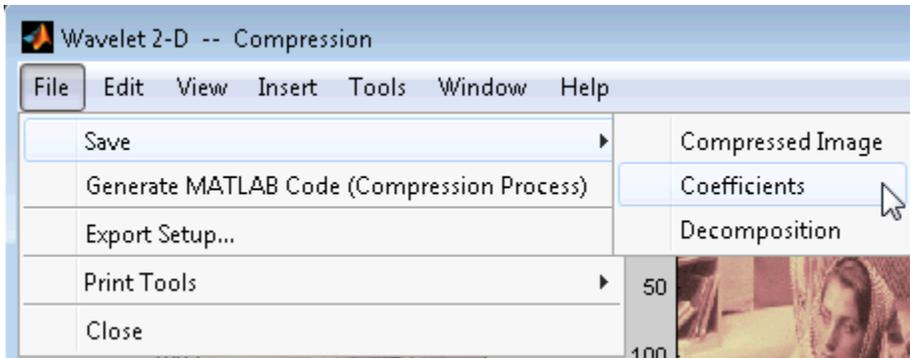 Wavelet 2-D -- Compression
File Edit View Insert Tools Window Help
Save
Compressed Image
Generate MATLAB Code (Compression Process)
Coefficients
Export Setup...
Decomposition
Print Tools
50
Close
100